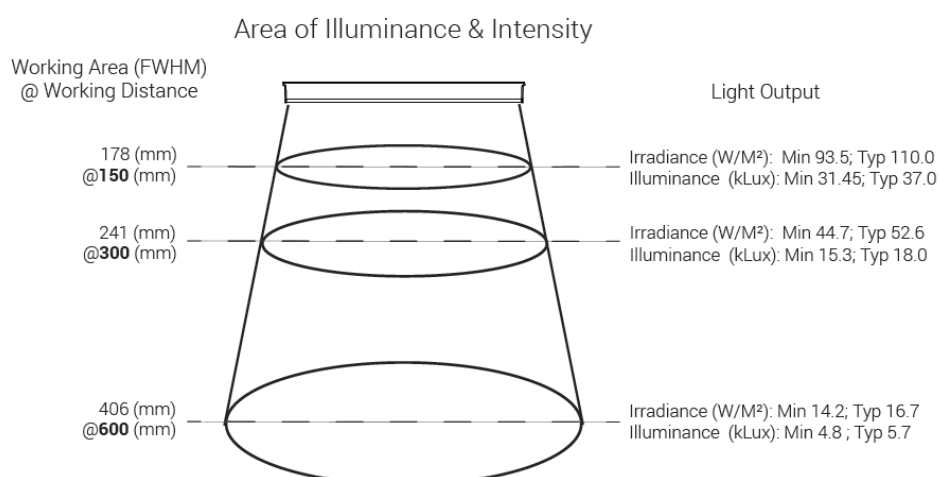 Area of Illuminance & Intensity
Working Area (FWHM)
@ Working Distance
Light Output
178 (mm)
@150 (mm)
Irradiance (W/M²): Min 93.5; Typ 110.0
Illuminance (kLux): Min 31.45; Typ 37.0
241 (mm)
@300 (mm)
Irradiance (W/M²): Min 44.7; Typ 52.6
Illuminance (kLux): Min 15.3; Typ 18.0
406 (mm)
@600 (mm)
Irradiance (W/M²): Min 14.2; Typ 16.7
Illuminance (kLux): Min 4.8 ; Typ 5.7